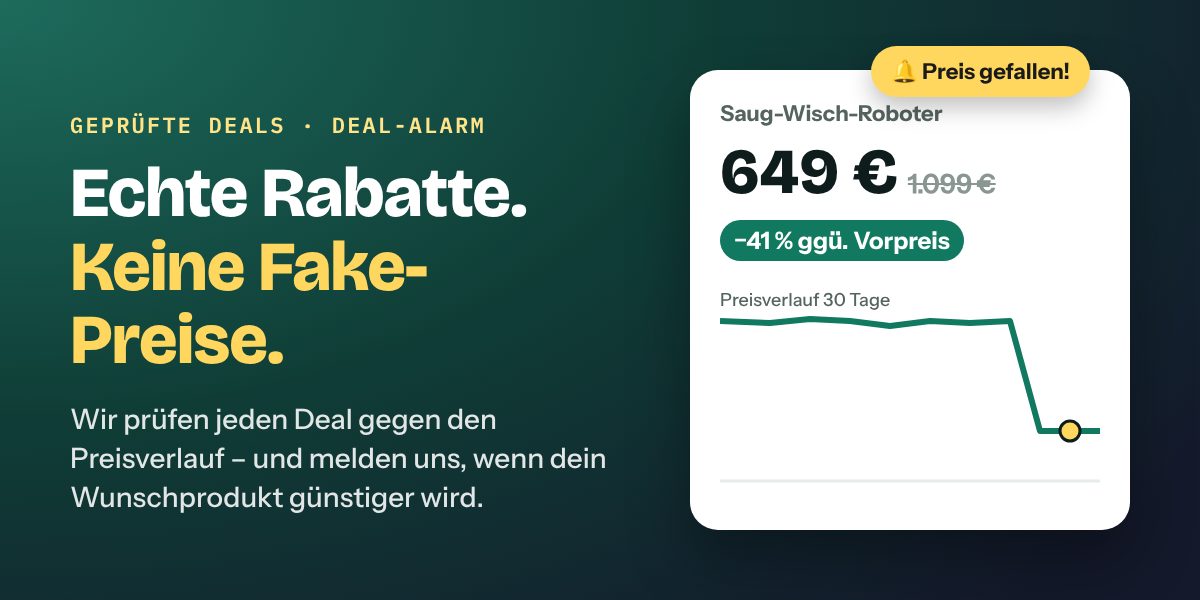 GEPRÜFTE DEALS · DEAL-ALARM
Echte Rabatte.
Keine Fake-
Preise.
Wir prüfen jeden Deal gegen den
Preisverlauf – und melden uns, wenn dein
Wunschprodukt günstiger wird.
🔔 Preis gefallen!
Saug-Wisch-Roboter
649 € 1.099 €
−41 % ggü. Vorpreis
Preisverlauf 30 Tage